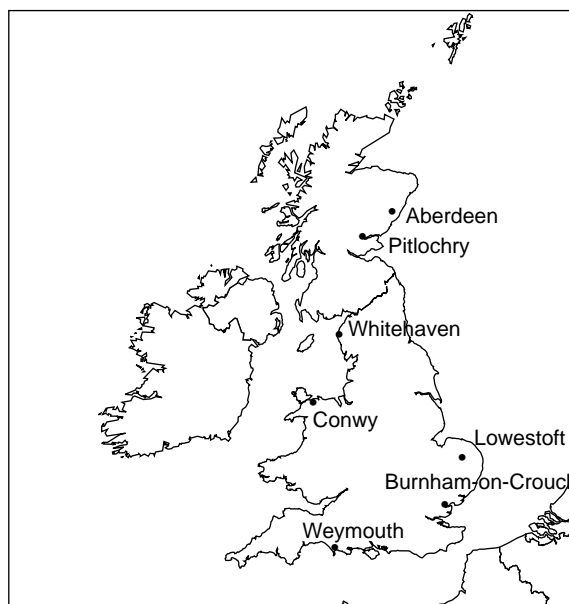 Aberdeen
Pitlochry
Whitehaven
Conwy
Lowestoft
Burnham-on-Crouch
Weymouth